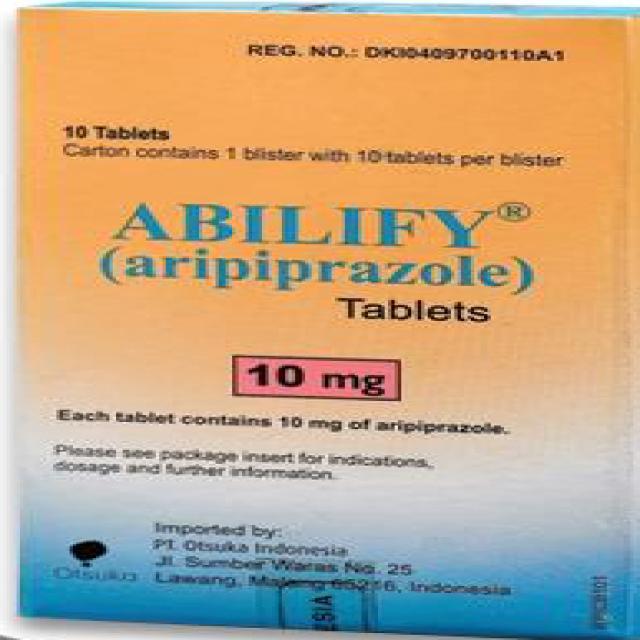 REG. NO.: DKI0409700110A1
10 Tablets
Carton contains 1 blister with 10 tablets per blister
ABILIFY®
(aripiprazole)
Tablets
10 mg
Each tablet contains 10 mg of aripiprazole.
Please see package insert for indications,
dosage and further information.
Imported by:
PT. Otsuka Indonesia
Jl. Sumber Waras No. 25
Lawang, Malang 65216, Indonesia
Otsuka